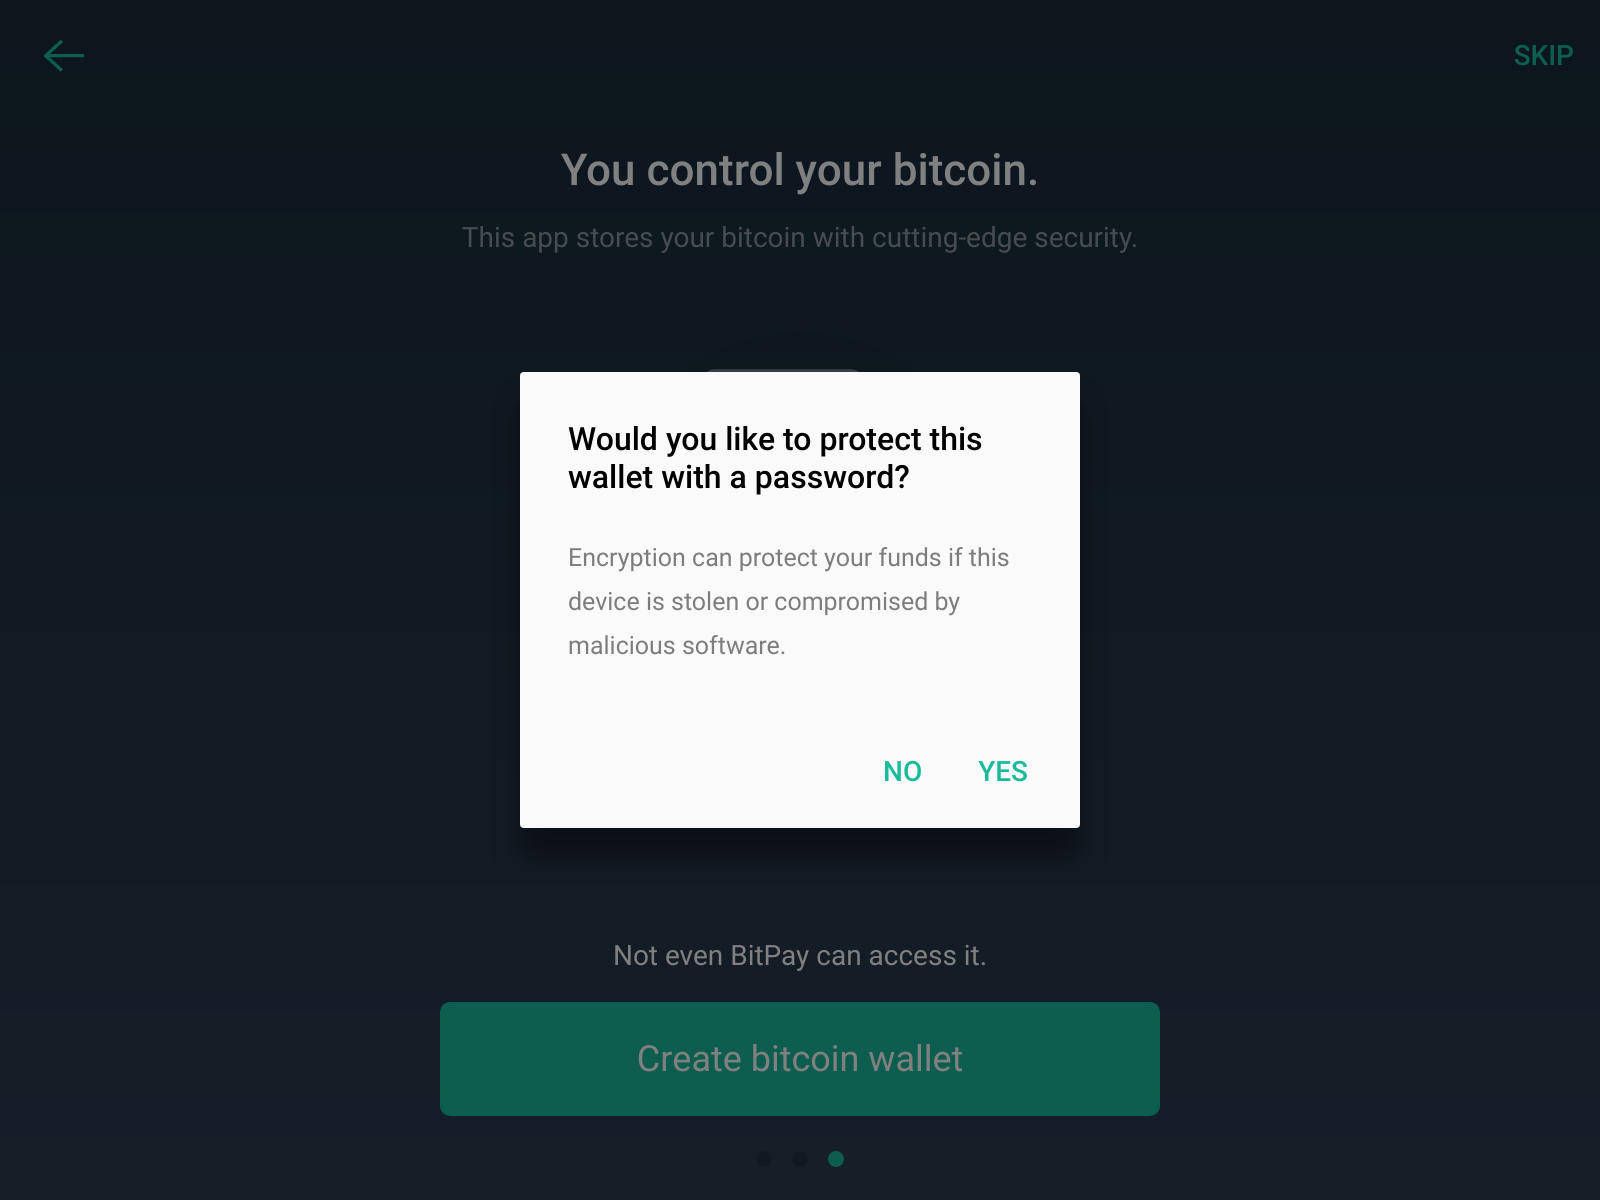 SKIP
You control your bitcoin.
This app stores your bitcoin with cutting-edge security.
Would you like to protect this
wallet with a password?
Encryption can protect your funds if this
device is stolen or compromised by
malicious software.
NO YES
Not even BitPay can access it.
Create bitcoin wallet